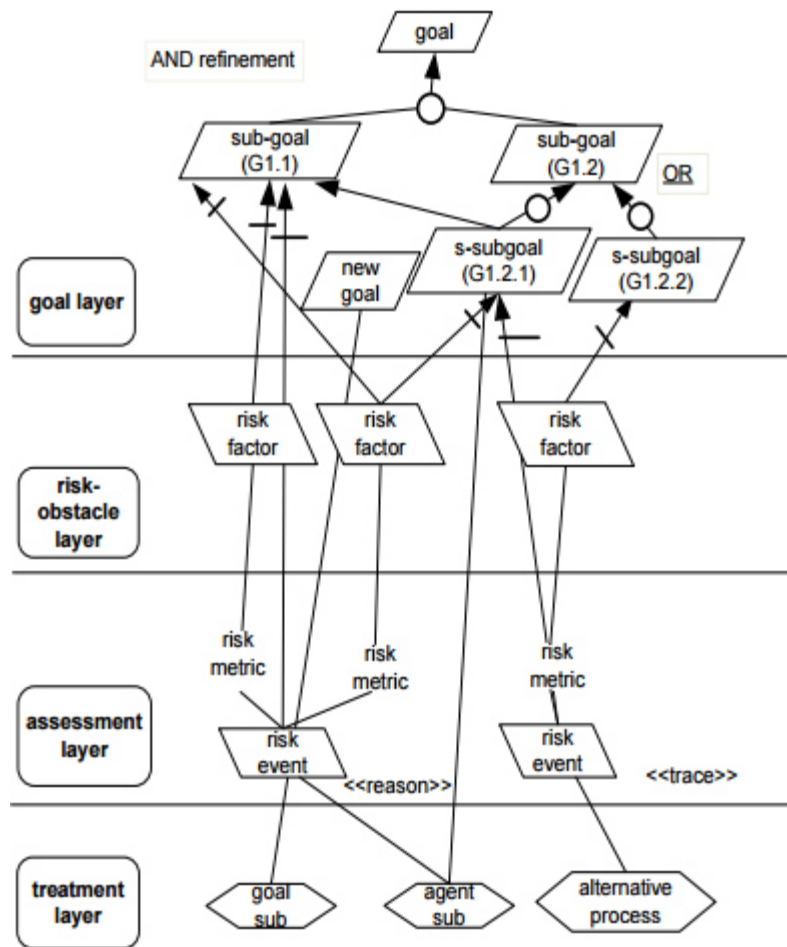 goal
AND refinement
sub-goal
(G1.1)
sub-goal
(G1.2)
OR
s-subgoal
(G1.2.1)
s-subgoal
(G1.2.2)
new
goal
goal layer
risk
factor
risk
factor
risk
factor
risk-
obstacle
layer
risk
metric
risk
metric
risk
metric
assessment
layer
risk
event
risk
event
<<reason>>
<<trace>>
treatment
layer
goal
sub
agent
sub
alternative
process